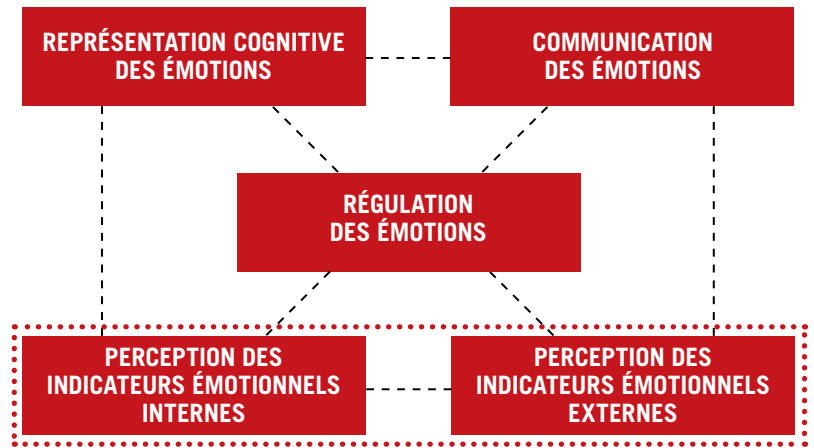 REPRÉSENTATION COGNITIVE
DES ÉMOTIONS
COMMUNICATION
DES ÉMOTIONS
RÉGULATION
DES ÉMOTIONS
PERCEPTION DES
INDICATEURS ÉMOTIONNELS
INTERNES
PERCEPTION DES
INDICATEURS ÉMOTIONNELS
EXTERNES